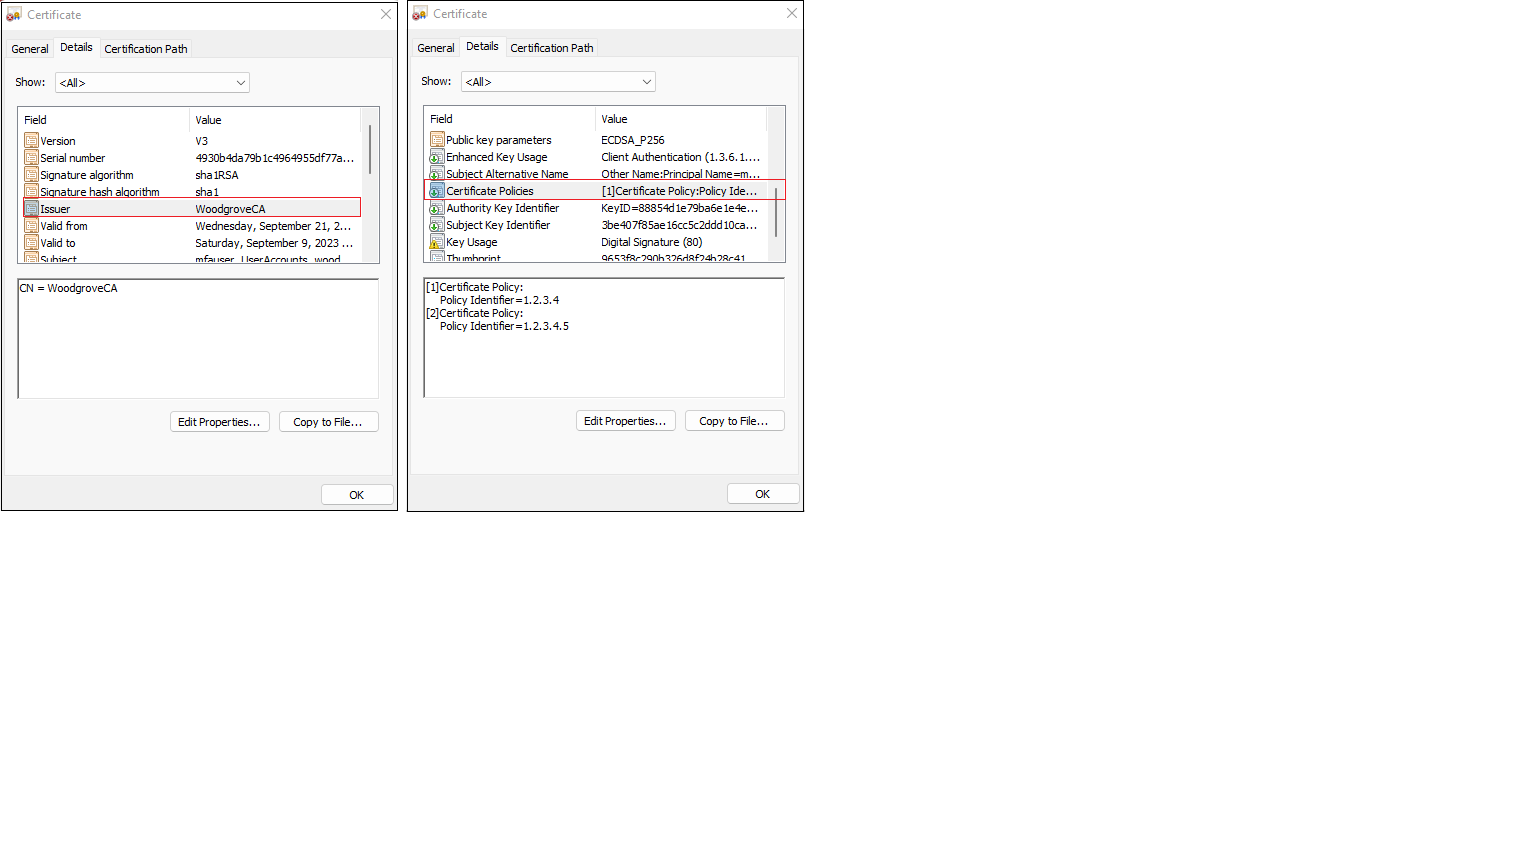 Certificate
General Details Certification Path
Show: <All>
Field Value
Version V3
Serial number 4930b4da79b1c4964955df77a...
Signature algorithm sha1RSA
Signature hash algorithm sha1
Issuer WoodgroveCA
Valid from Wednesday, September 21, 2...
Valid to Saturday, September 9, 2023 ...
Subject mfauser, UserAccounts, wood
CN = WoodgroveCA
Edit Properties... Copy to File...
OK
Certificate
General Details Certification Path
Show: <All>
Field Value
Public key parameters ECDSA_P256
Enhanced Key Usage Client Authentication (1.3.6.1....
Subject Alternative Name Other Name:Principal Name=m...
Certificate Policies [1]Certificate Policy:Policy Ide...
Authority Key Identifier KeyID=88854d1e79ba6e1e4e...
Subject Key Identifier 3be407f85ae16cc5c2ddd10ca...
Key Usage Digital Signature (80)
Thumbprint 9653f8c290b326d8f24b28c41
[1]Certificate Policy:
Policy Identifier=1.2.3.4
[2]Certificate Policy:
Policy Identifier=1.2.3.4.5
Edit Properties... Copy to File...
OK